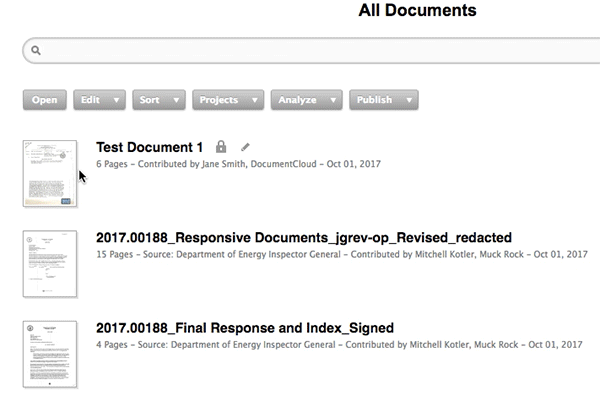 All Documents
Open Edit Sort Projects Analyze Publish
Test Document 1
6 Pages – Contributed by Jane Smith, DocumentCloud – Oct 01, 2017
2017.00188_Responsive Documents_jgrev-op_Revised_redacted
15 Pages – Source: Department of Energy Inspector General – Contributed by Mitchell Kotler, Muck Rock – Oct 01, 2017
2017.00188_Final Response and Index_Signed
4 Pages – Source: Department of Energy Inspector General – Contributed by Mitchell Kotler, Muck Rock – Oct 01, 2017